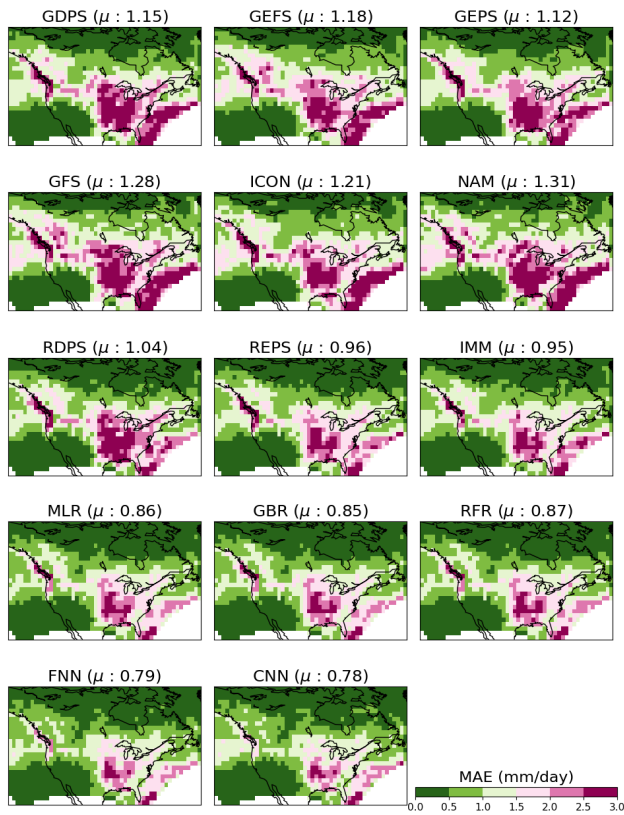 GDPS (μ : 1.15) GEFS (μ : 1.18) GEPS (μ : 1.12)
GFS (μ : 1.28) ICON (μ : 1.21) NAM (μ : 1.31)
RDPS (μ : 1.04) REPS (μ : 0.96) IMM (μ : 0.95)
MLR (μ : 0.86) GBR (μ : 0.85) RFR (μ : 0.87)
FNN (μ : 0.79) CNN (μ : 0.78)
MAE (mm/day)
0.0 0.5 1.0 1.5 2.0 2.5 3.0